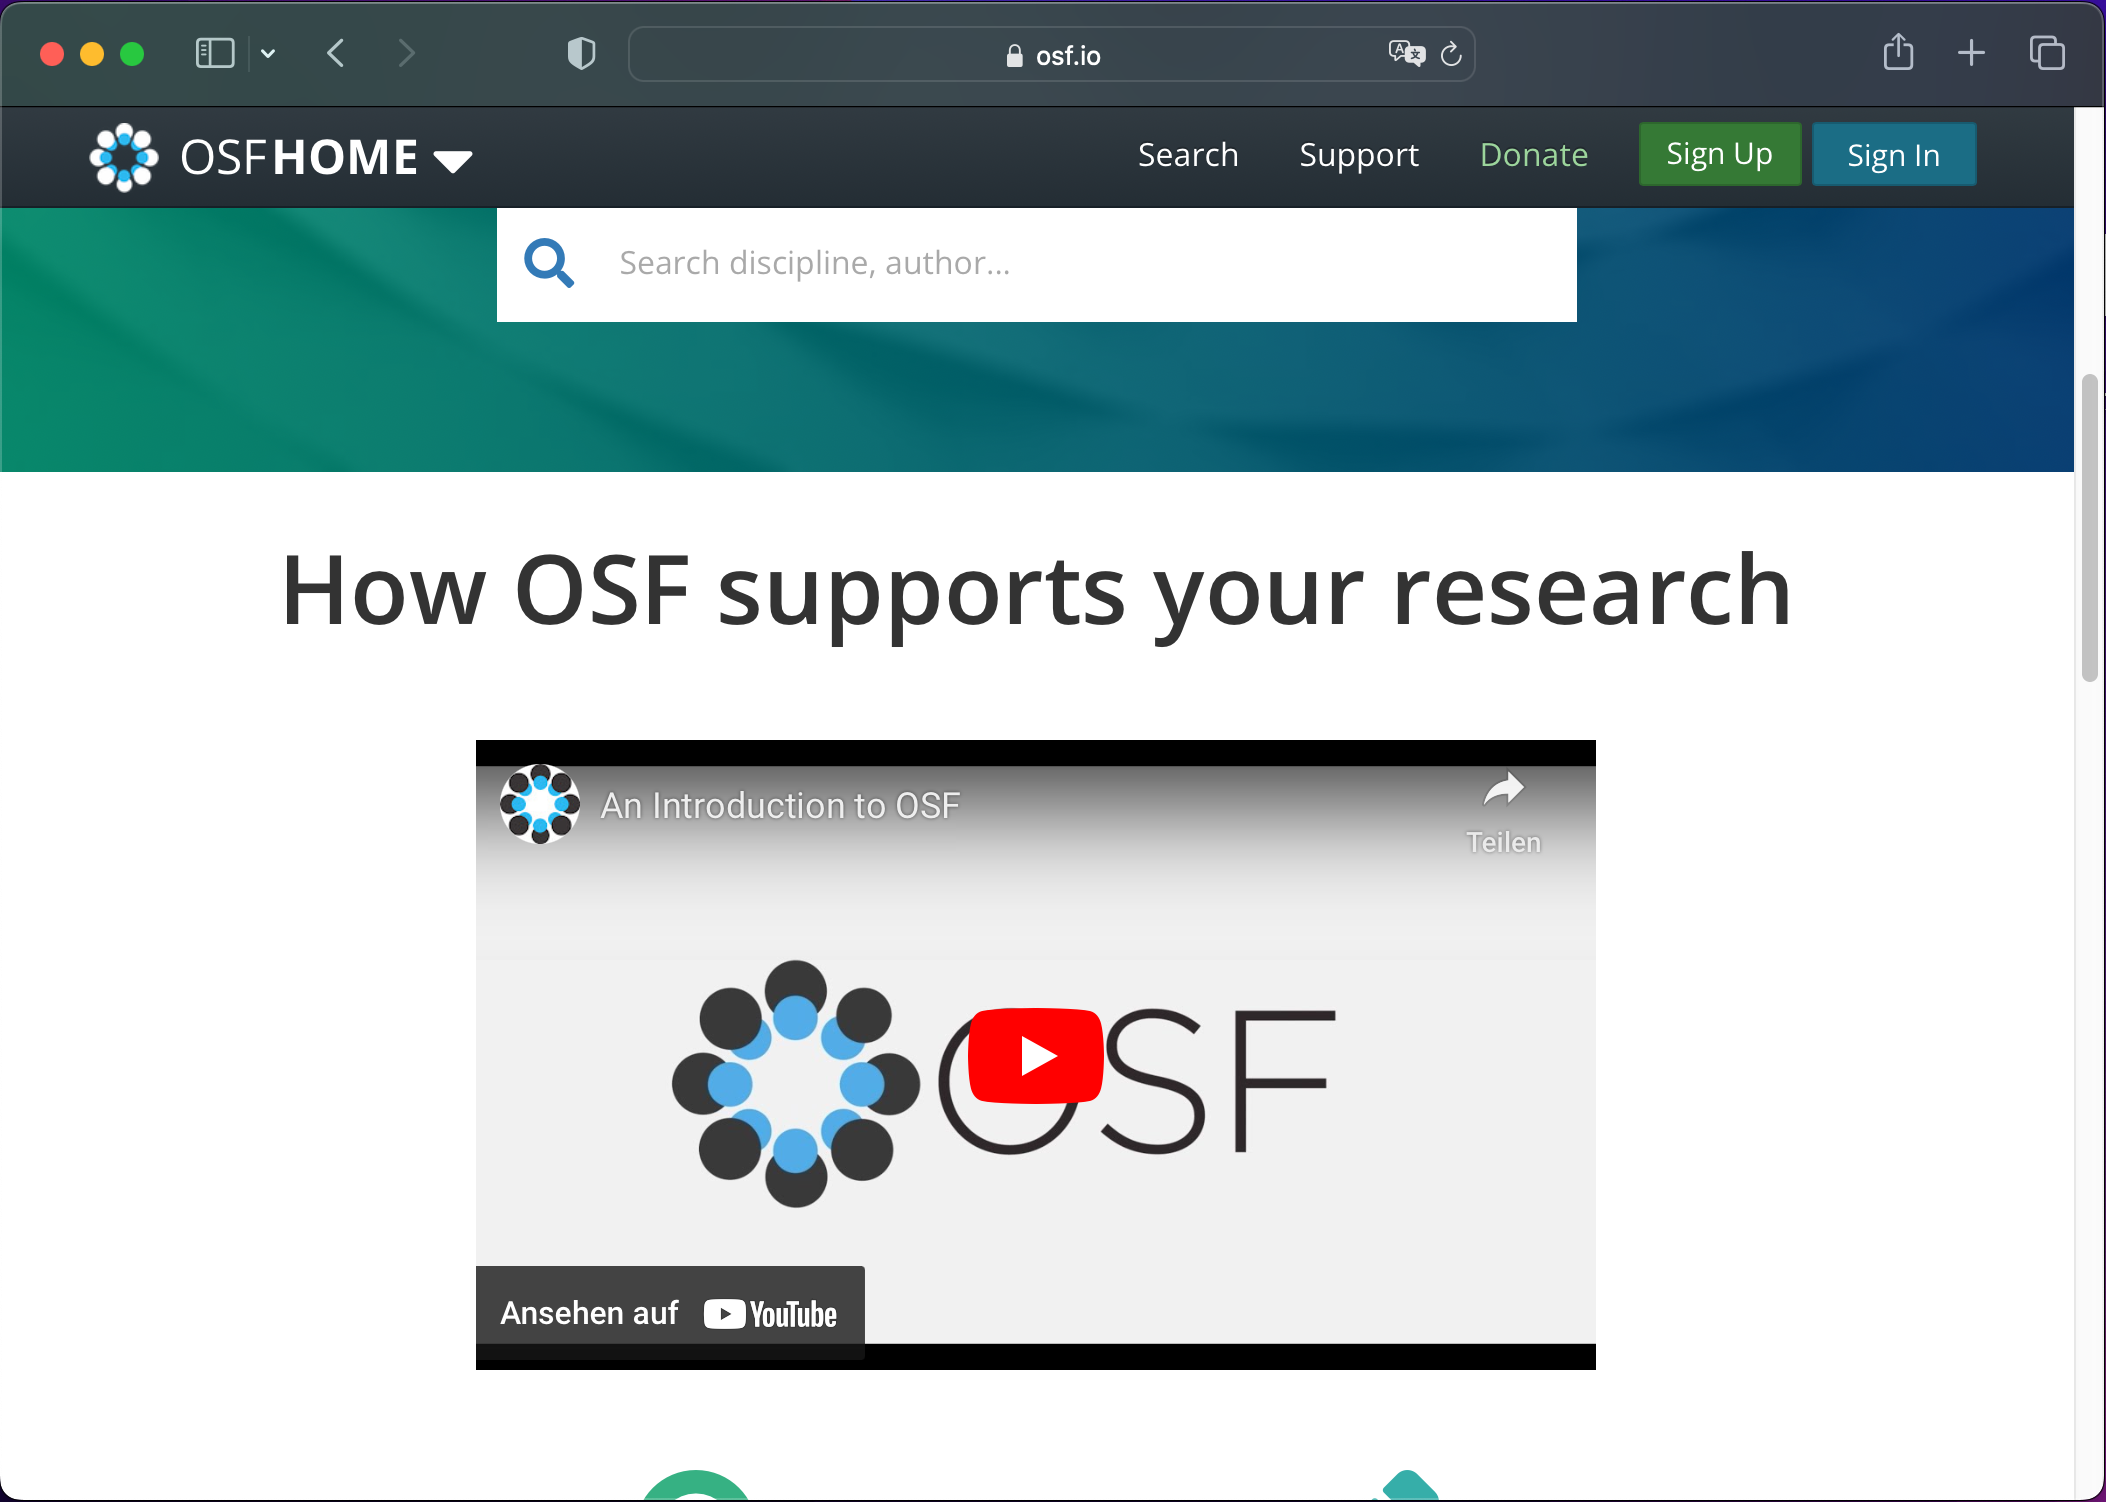 osf.io
OSFHOME
Search
Support
Donate
Sign Up
Sign In
Search discipline, author...
How OSF supports your research
An Introduction to OSF
Teilen
OSF
Ansehen auf YouTube